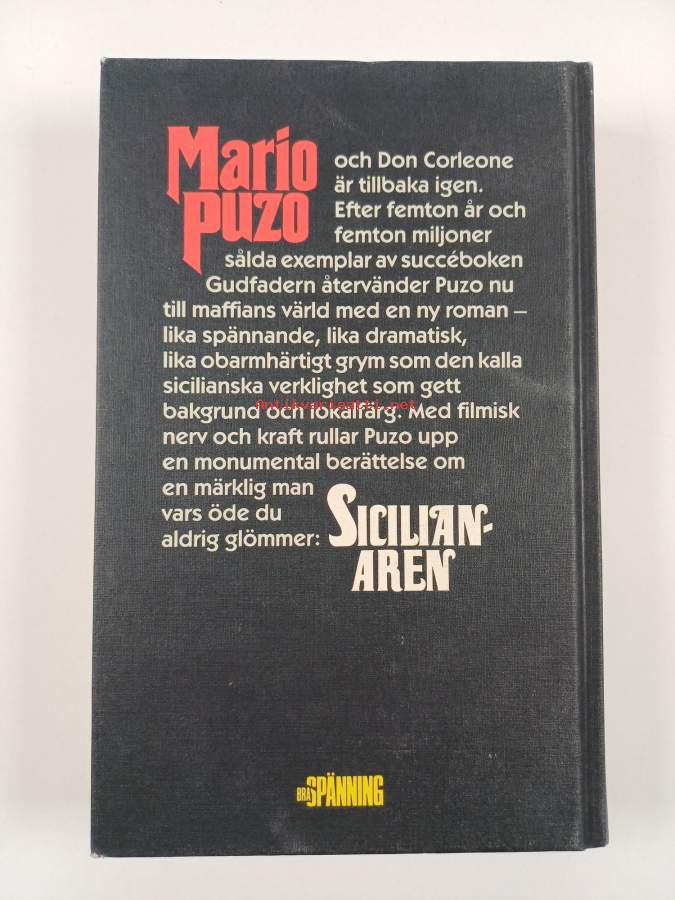 Mario
Puzo
och Don Corleone
är tillbaka igen.
Efter femton år och
femton miljoner
sålda exemplar av succéboken
Gudfadern återvänder Puzo nu
till maffians värld med en ny roman –
lika spännande, lika dramatisk,
lika obarmhärtigt grym som den kalla
sicilianska verklighet som gett
bakgrund och lokalfärg. Med filmisk
antikvariaatti.net
nerv och kraft rullar Puzo upp
en monumental berättelse om
en märklig man
vars öde du
aldrig glömmer:
SICILIAN-
AREN
BRA SPÄNNING